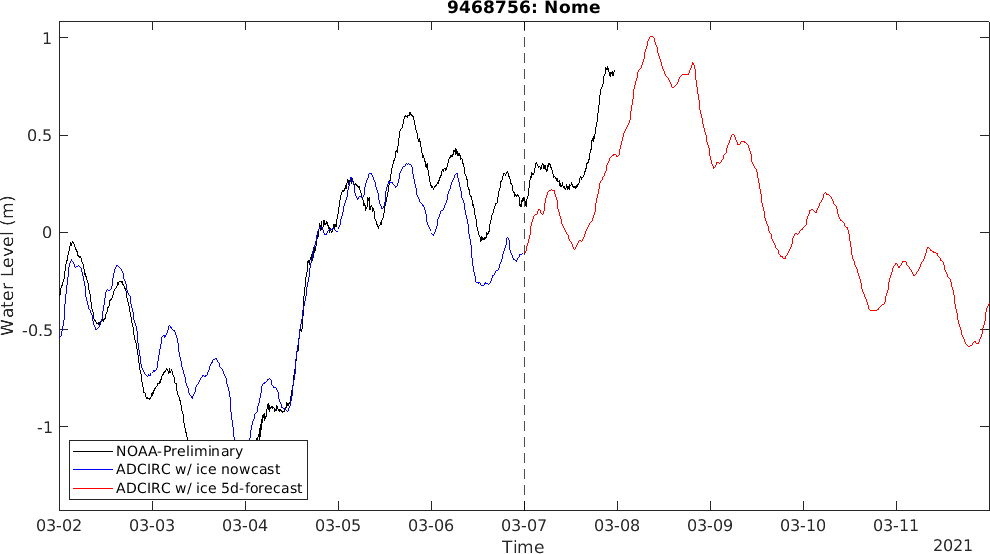 9468756: Nome
Water Level (m)
1
0.5
0
-0.5
-1
NOAA-Preliminary
ADCIRC w/ ice nowcast
ADCIRC w/ ice 5d-forecast
03-02 03-03 03-04 03-05 03-06 03-07 03-08 03-09 03-10 03-11
Time
2021